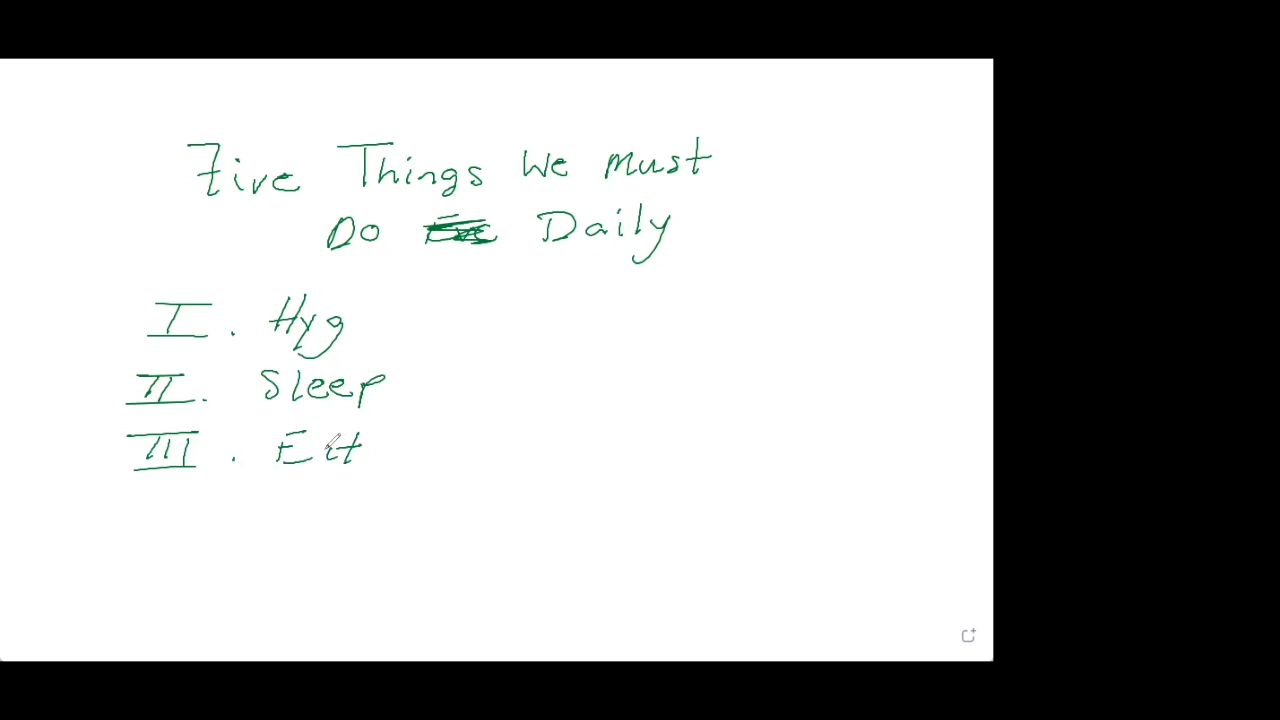 Five Things We Must
Do Daily
I. Hyg
II. Sleep
III. Eat